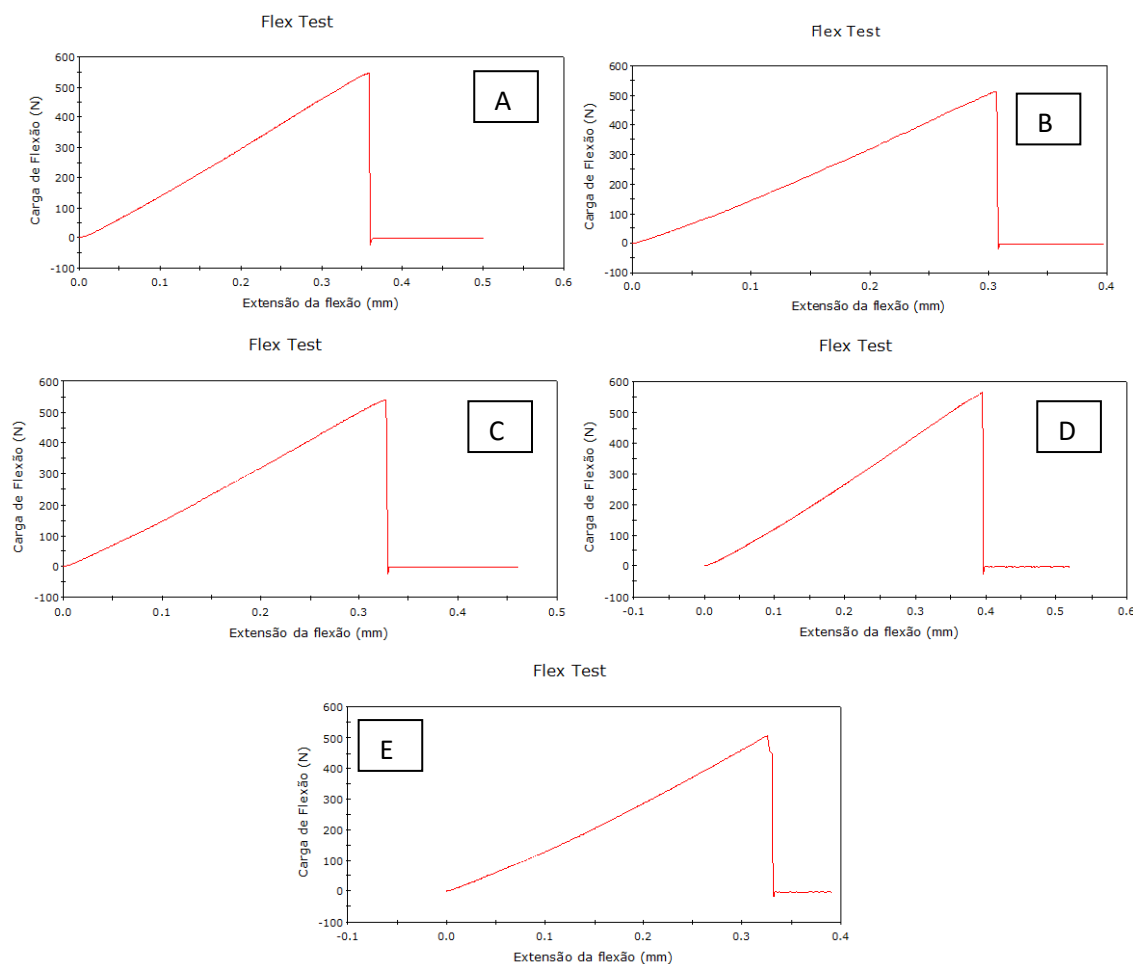 Flex Test
Carga de Flexão (N)
600
500
400
300
200
100
0
-100
0.0 0.1 0.2 0.3 0.4 0.5 0.6
Extensão da flexão (mm)
A
Flex Test
Carga de Flexão (N)
600
500
400
300
200
100
0
-100
0.0 0.1 0.2 0.3 0.4
Extensão da flexão (mm)
B
Flex Test
Carga de Flexão (N)
600
500
400
300
200
100
0
-100
0.0 0.1 0.2 0.3 0.4 0.5
Extensão da flexão (mm)
C
Flex Test
Carga de Flexão (N)
600
500
400
300
200
100
0
-100
-0.1 0.0 0.1 0.2 0.3 0.4 0.5 0.6
Extensão da flexão (mm)
D
Flex Test
Carga de Flexão (N)
600
500
400
300
200
100
0
-100
-0.1 0.0 0.1 0.2 0.3 0.4
Extensão da flexão (mm)
E